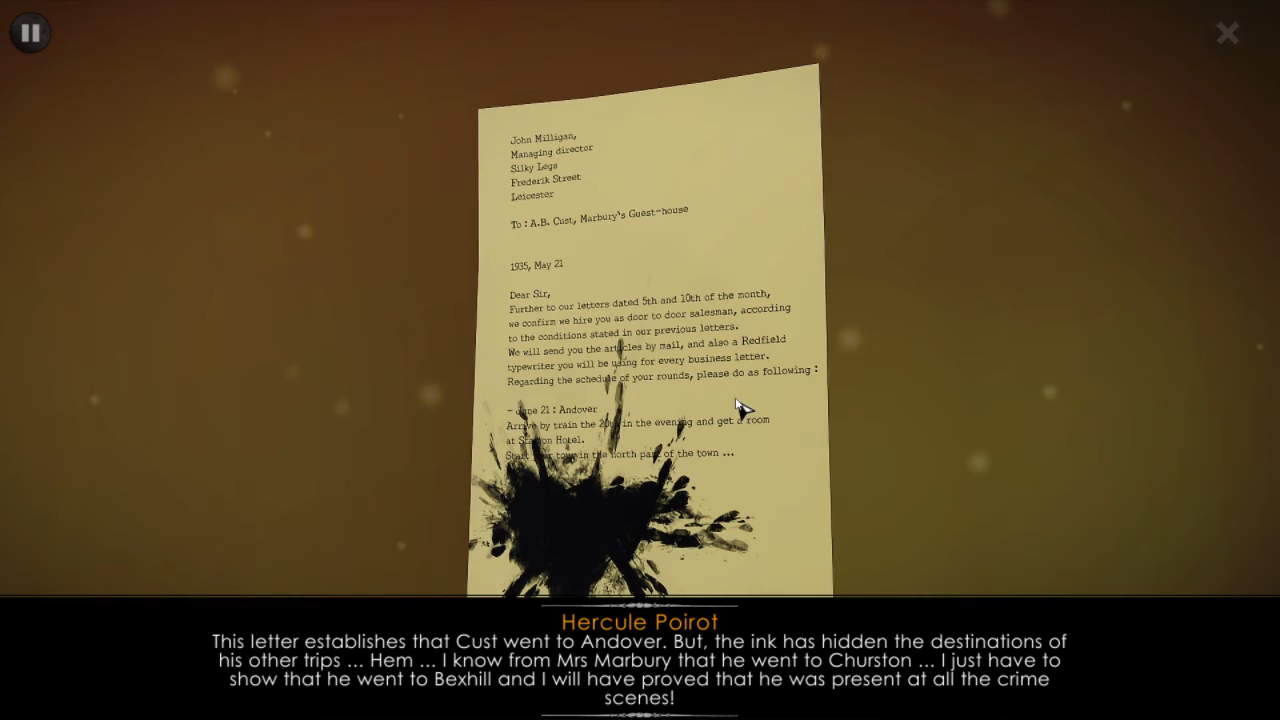 John Milligan,
Managing director
Silky Legs
Frederik Street
Leicester
To : A.B. Cust, Marbury's Guest-house
1935, May 21
Dear Sir,
Further to our letters dated 5th and 10th of the month,
we confirm we hire you as door to door salesman, according
to the conditions stated in our previous letters.
We will send you the articles by mail, and also a Redfield
typewriter you will be using for every business letter.
Regarding the schedule of your rounds, please do as following :
- June 21 : Andover
Arrive by train the 20th in the evening and get a room
at Station Hotel.
Start your tour in the north part of the town ...
Hercule Poirot
This letter establishes that Cust went to Andover. But, the ink has hidden the destinations of
his other trips ... Hem ... I know from Mrs Marbury that he went to Churston ... I just have to
show that he went to Bexhill and I will have proved that he was present at all the crime
scenes!